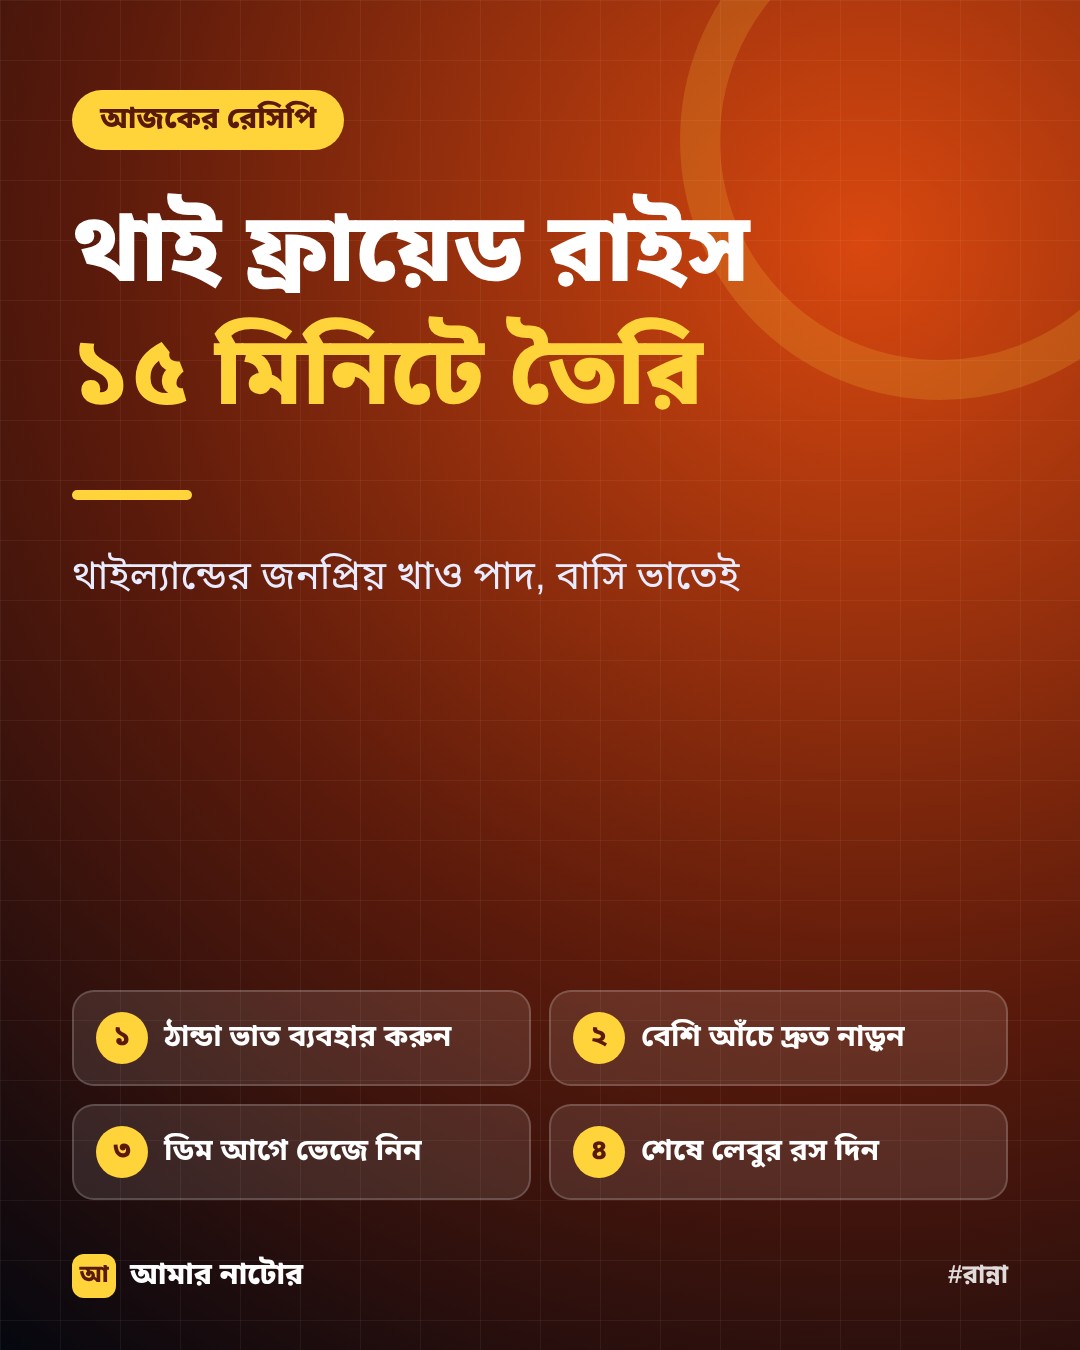 আজকের রেসিপি
থাই ফ্রায়েড রাইস
১৫ মিনিটে তৈরি
থাইল্যান্ডের জনপ্রিয় খাও পাদ, বাসি ভাতেই
১ ঠান্ডা ভাত ব্যবহার করুন
২ বেশি আঁচে দ্রুত নাড়ুন
৩ ডিম আগে ভেজে নিন
৪ শেষে লেবুর রস দিন
আ আমার নাটোর
#রান্না